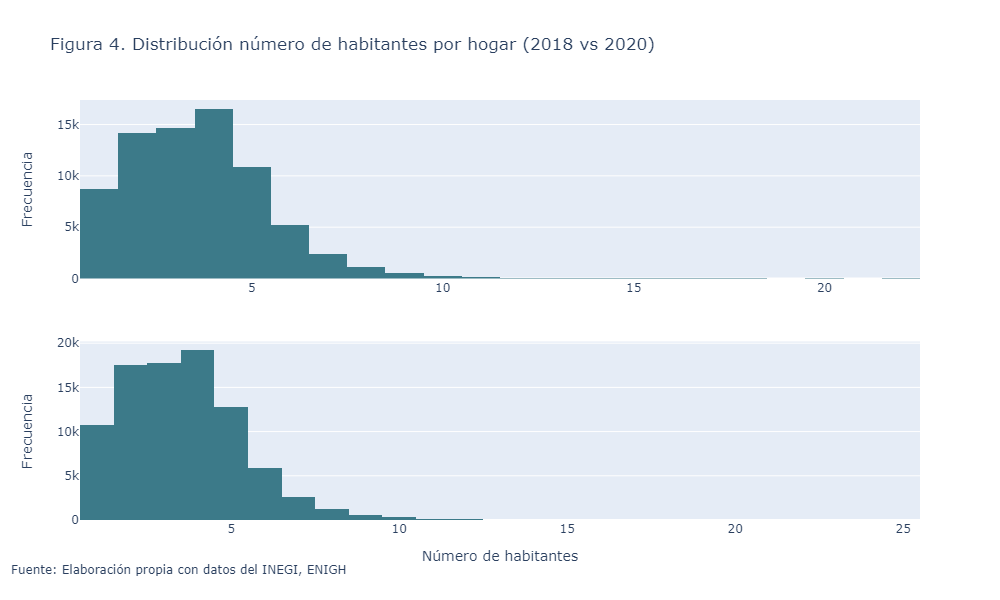 Figura 4. Distribución número de habitantes por hogar (2018 vs 2020)
15k
10k
5k
0
Frecuencia
5 10 15 20
20k
15k
10k
5k
0
Frecuencia
5 10 15 20 25
Número de habitantes
Fuente: Elaboración propia con datos del INEGI, ENIGH